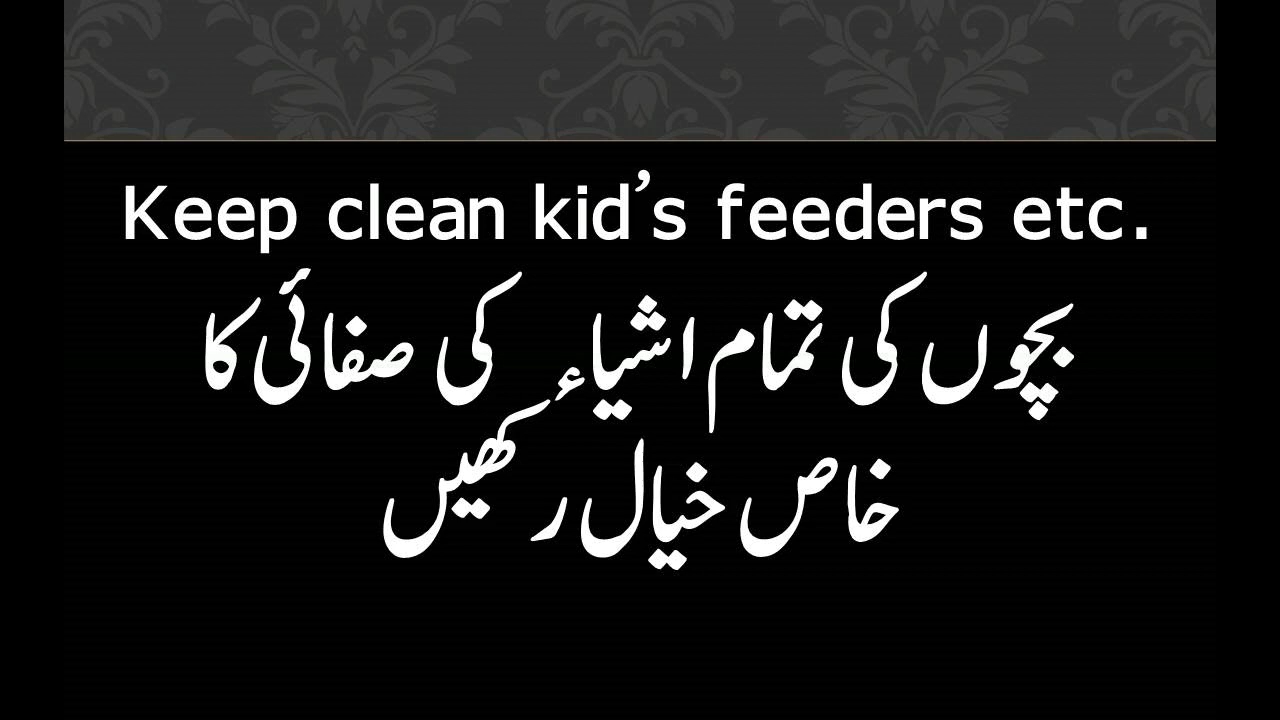 Keep clean kid’s feeders etc.
بچوں کی تمام اشیاء کی صفائی کا
خاص خیال رکھیں